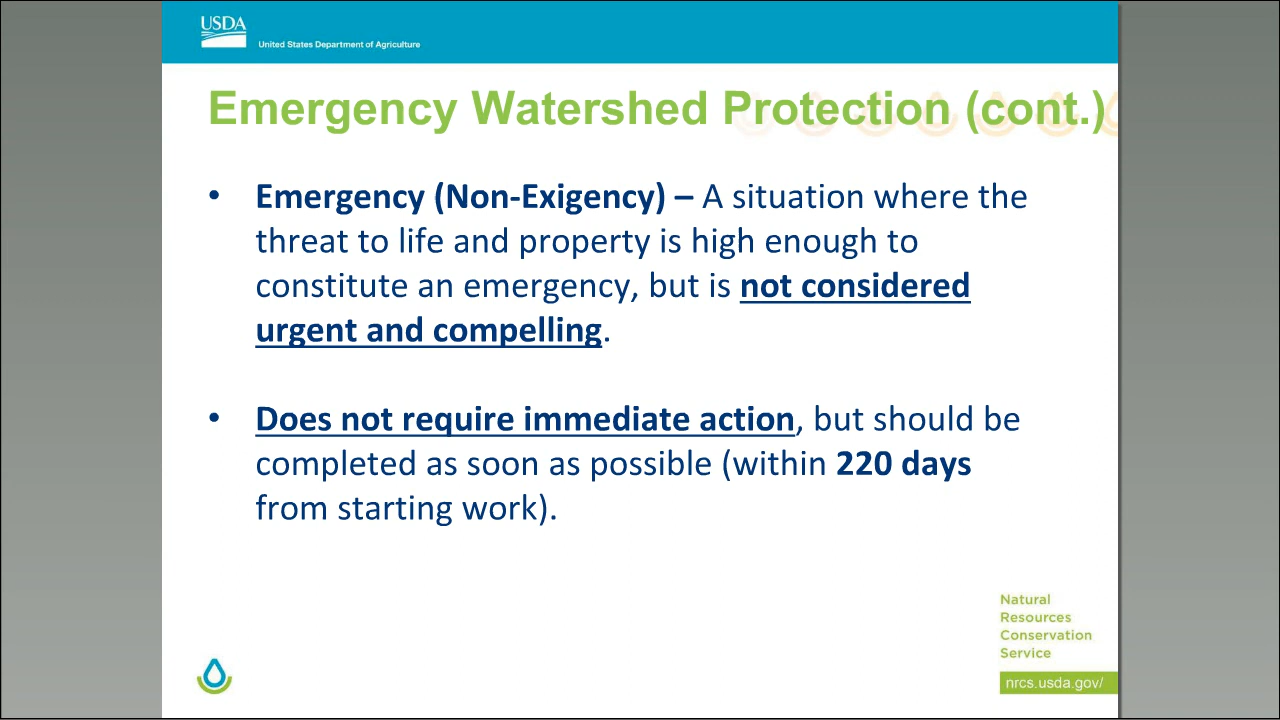 USDA
United States Department of Agriculture
Emergency Watershed Protection (cont.)
• Emergency (Non-Exigency) – A situation where the
threat to life and property is high enough to
constitute an emergency, but is not considered
urgent and compelling.
• Does not require immediate action, but should be
completed as soon as possible (within 220 days
from starting work).
Natural
Resources
Conservation
Service
nrcs.usda.gov/